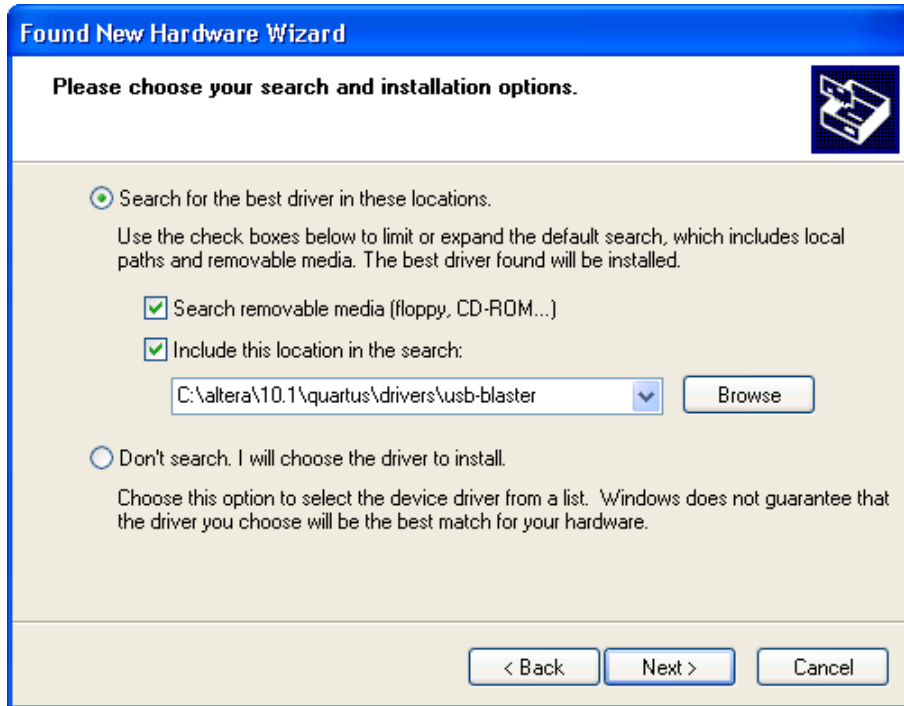 Found New Hardware Wizard
Please choose your search and installation options.
Search for the best driver in these locations.
Use the check boxes below to limit or expand the default search, which includes local
paths and removable media. The best driver found will be installed.
Search removable media (floppy, CD-ROM...)
Include this location in the search:
C:\altera\10.1\quartus\drivers\usb-blaster
Browse
Don't search. I will choose the driver to install.
Choose this option to select the device driver from a list. Windows does not guarantee that
the driver you choose will be the best match for your hardware.
< Back Next > Cancel